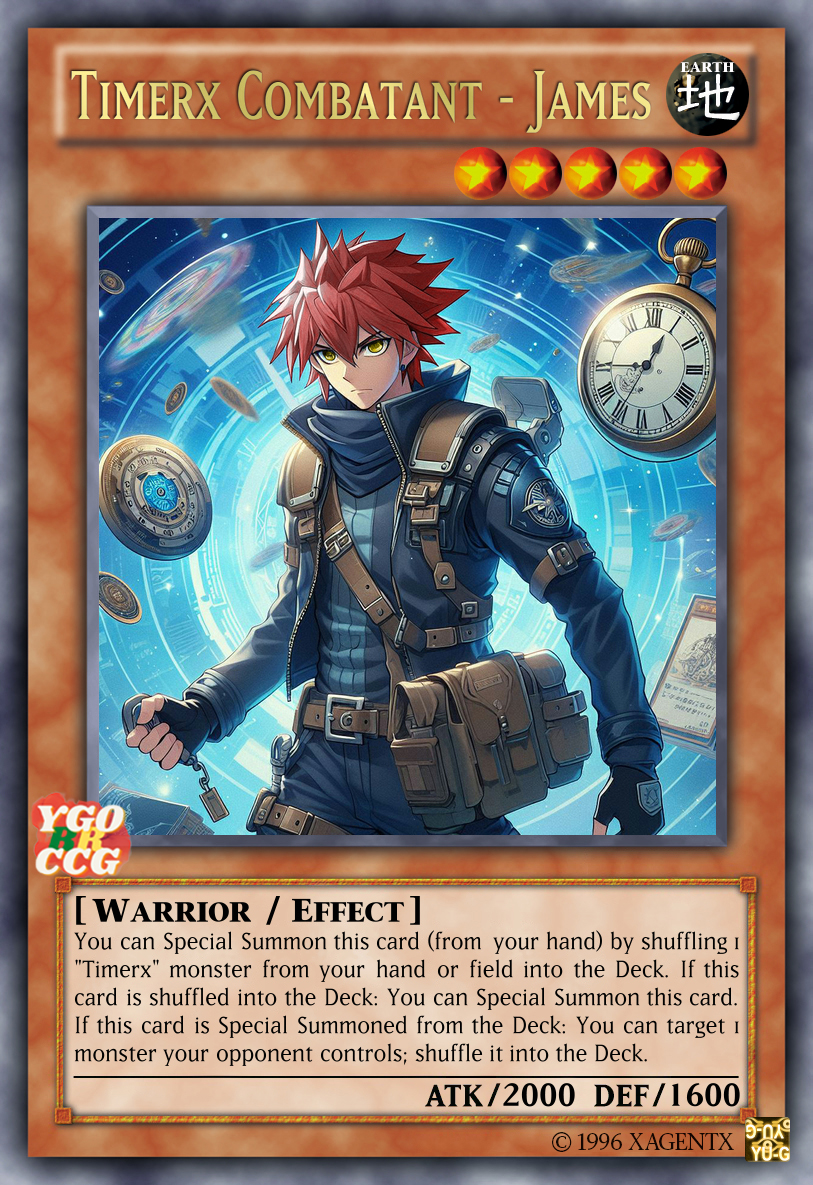 Timerx Combatant - James
EARTH
地
YGO
RR
CCG
[ Warrior / Effect ]
You can Special Summon this card (from your hand) by shuffling 1
"Timerx" monster from your hand or field into the Deck. If this
card is shuffled into the Deck: You can Special Summon this card.
If this card is Special Summoned from the Deck: You can target 1
monster your opponent controls; shuffle it into the Deck.
ATK/2000 DEF/1600
© 1996 XAGENTX